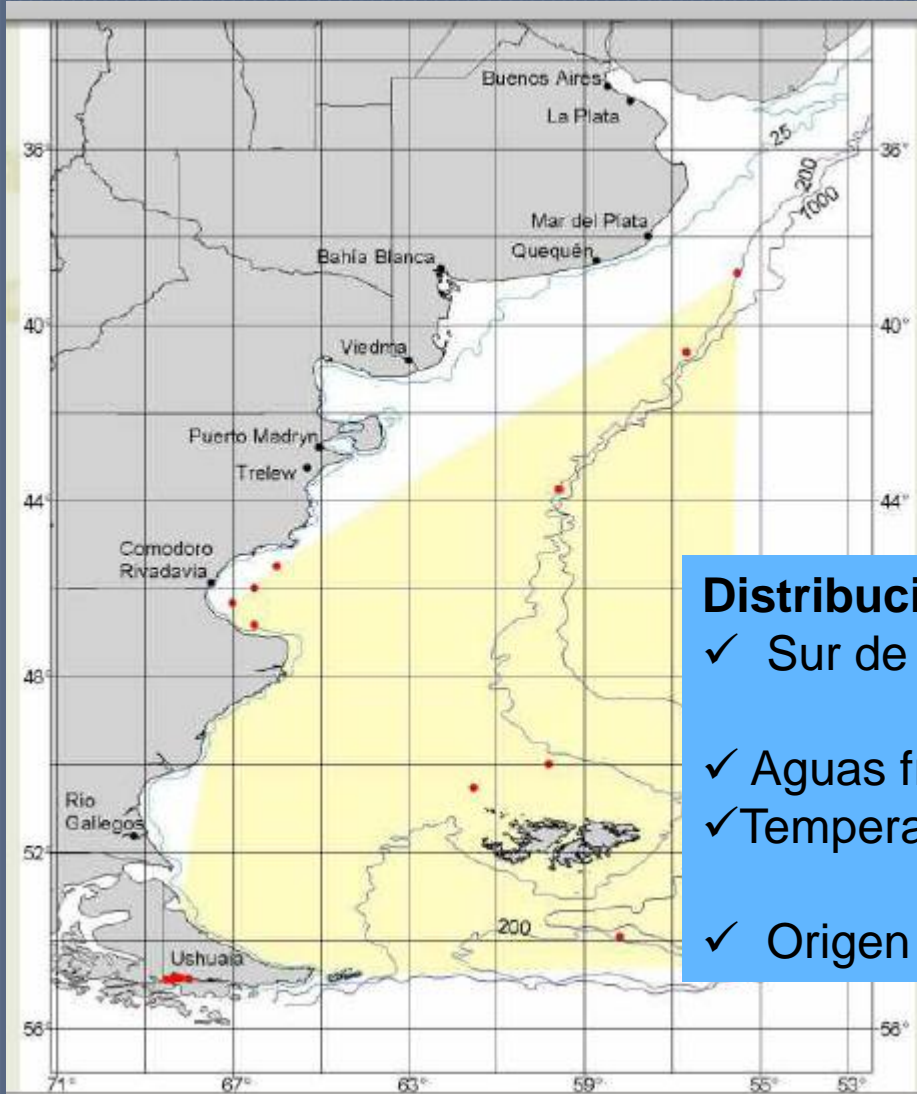 Buenos Aires
La Plata
25
36°
36°
200
1000
Mar del Plata
Quequén
Bahía Blanca
40°
40°
Viedma
Puerto Madryn
Trelew
44°
44°
Comodoro
Rivadavia
Distribuci
✓ Sur de
48°
✓ Aguas f
✓Tempera
Río
Gallegos
52°
200
✓ Origen
Ushuaia
56°
56°
71°
67°
63°
59°
55°
53°